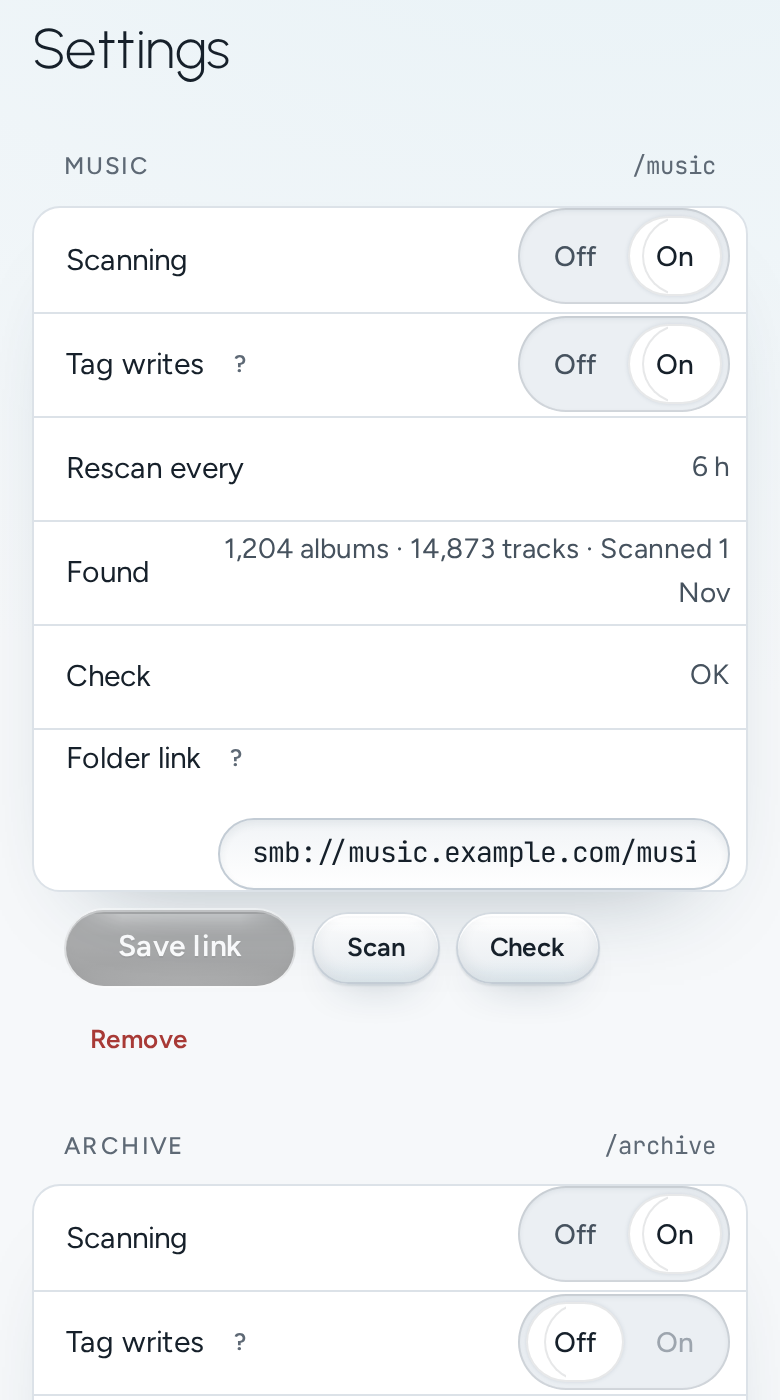 Settings
MUSIC /music
Scanning Off On
Tag writes ? Off On
Rescan every 6 h
Found 1,204 albums · 14,873 tracks · Scanned 1
Nov
Check OK
Folder link ?
smb://music.example.com/musi
Save link Scan Check
Remove
ARCHIVE /archive
Scanning Off On
Tag writes ? Off On